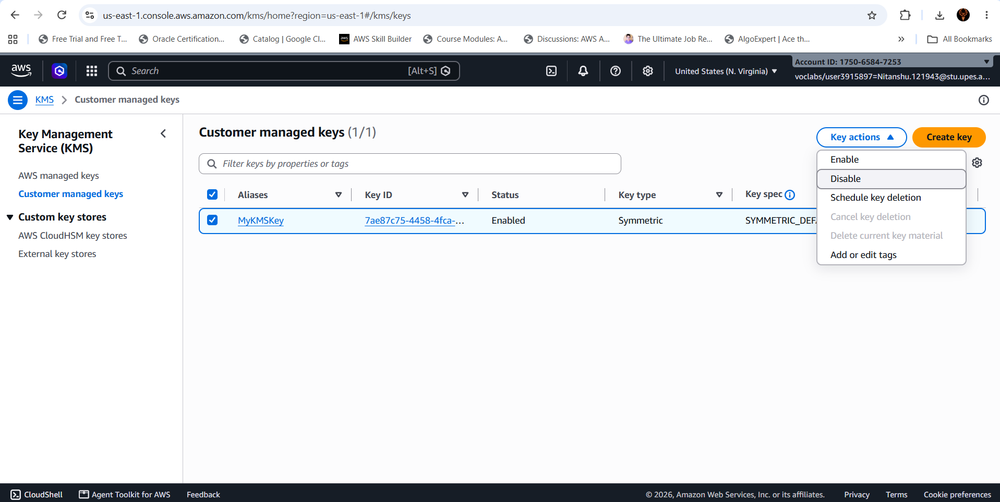 us-east-1.console.aws.amazon.com/kms/home?region=us-east-1#/kms/keys
Free Trial and Free T... Oracle Certification... Catalog | Google Cl... aws AWS Skill Builder Course Modules: A... Discussions: AWS A... The Ultimate Job Re... AlgoExpert | Ace th... » All Bookmarks
aws Search [Alt+S] United States (N. Virginia) Account ID: 1750-6584-7253
voclabs/user3915897=Nitanshu.121943@stu.upes.a...
KMS Customer managed keys
Key Management
Service (KMS)
AWS managed keys
Customer managed keys
Custom key stores
AWS CloudHSM key stores
External key stores
Customer managed keys (1/1)
Key actions Create key
Filter keys by properties or tags
Enable
Disable
Schedule key deletion
Cancel key deletion
Delete current key material
Add or edit tags
Aliases Key ID Status Key type Key spec
MyKMSKey 7ae87c75-4458-4fca-... Enabled Symmetric SYMMETRIC_DEF
CloudShell Agent Toolkit for AWS Feedback © 2026, Amazon Web Services, Inc. or its affiliates. Privacy Terms Cookie preferences